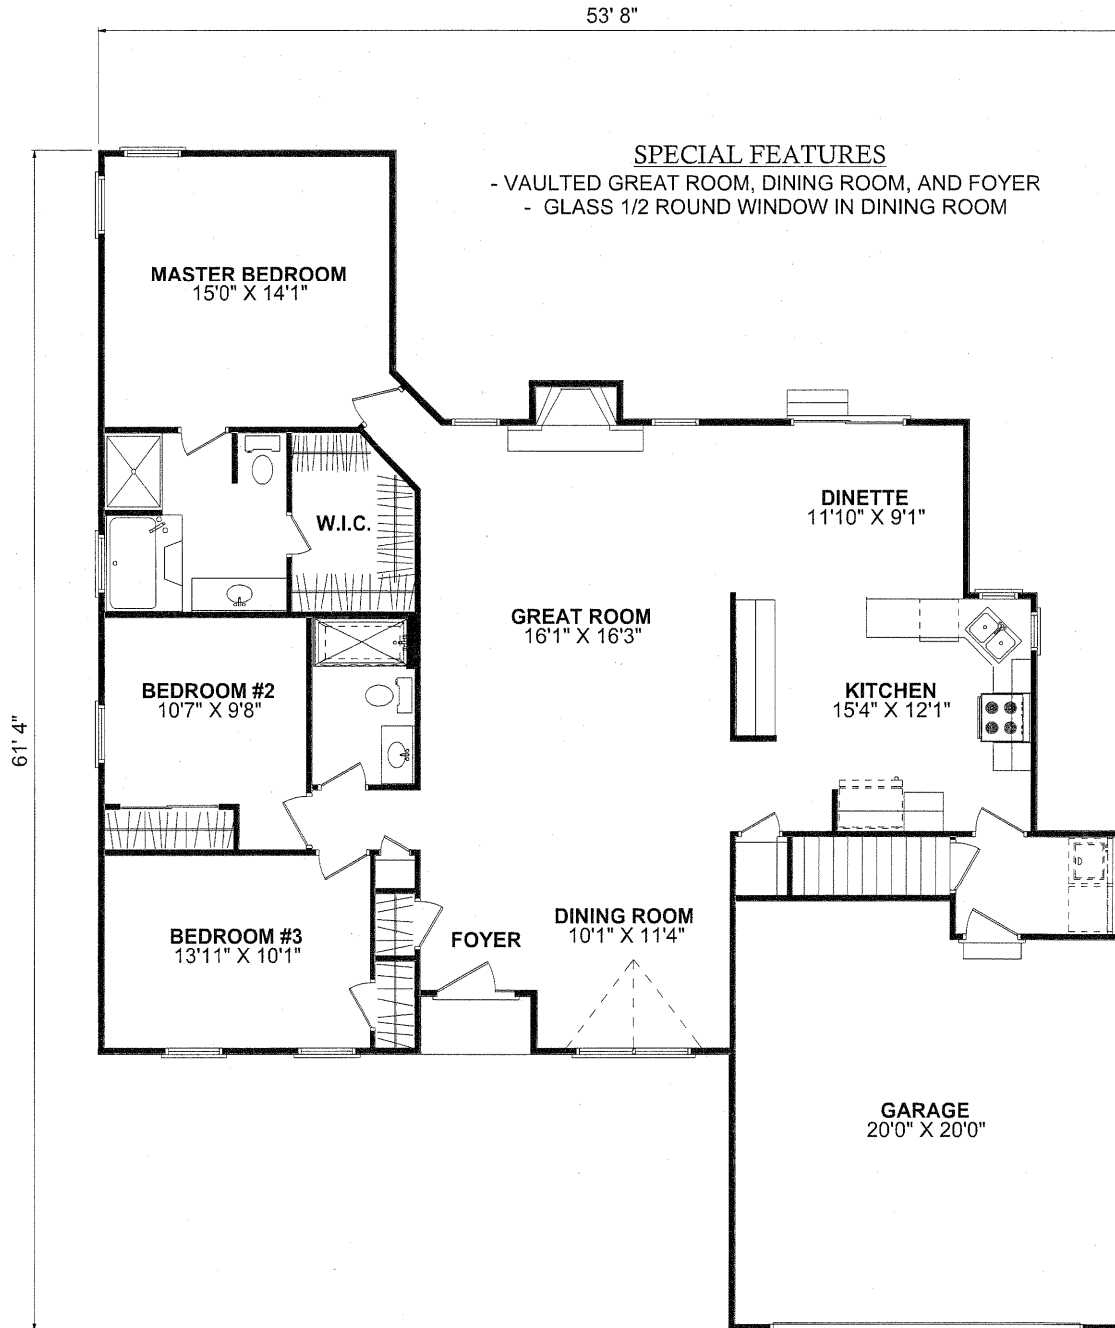 53' 8"
SPECIAL FEATURES
- VAULTED GREAT ROOM, DINING ROOM, AND FOYER
- GLASS 1/2 ROUND WINDOW IN DINING ROOM
MASTER BEDROOM
15'0" X 14'1"
DINETTE
11'10" X 9'1"
W.I.C.
GREAT ROOM
16'1" X 16'3"
BEDROOM #2
10'7" X 9'8"
KITCHEN
15'4" X 12'1"
61' 4"
DINING ROOM
10'1" X 11'4"
BEDROOM #3
13'11" X 10'1"
FOYER
GARAGE
20'0" X 20'0"